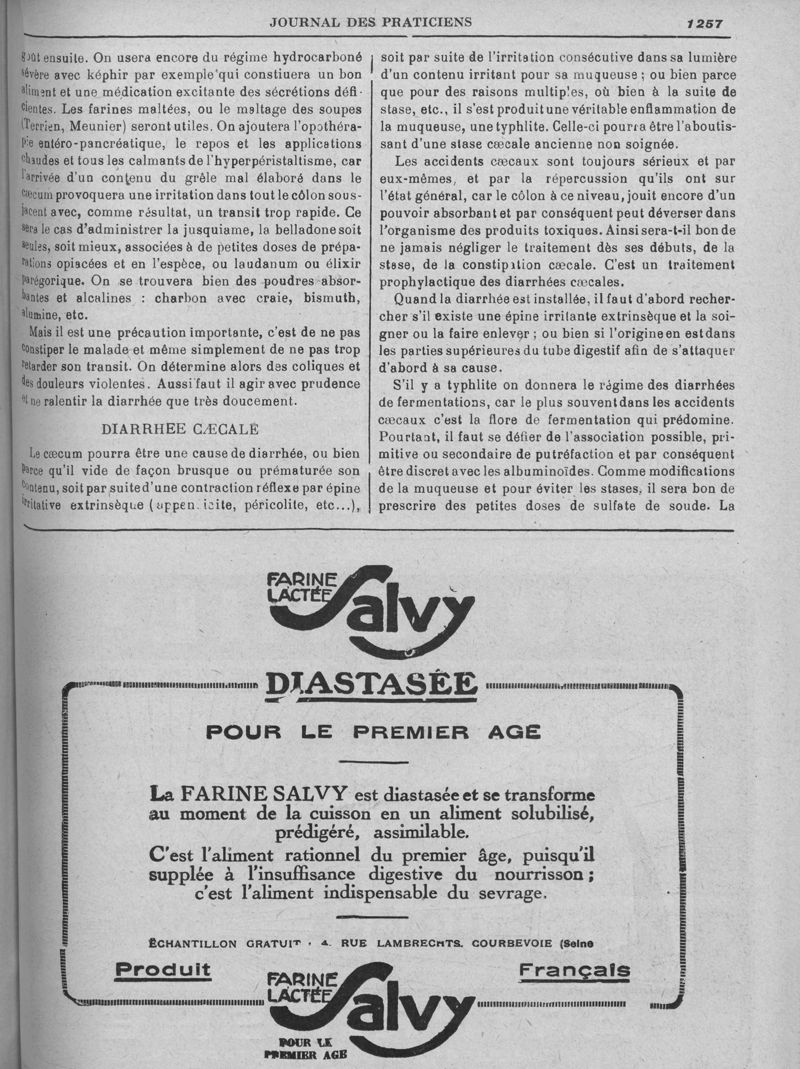 JOURNAL DES PRATICIENS
1257
goût ensuite. On usera encore du régime hydrocarboné
sévère avec képhir par exemple qui constiuera un bon
aliment et une médication excitante des sécrétions défi-
cientes. Les farines maltées, ou le maltage des soupes
(Terrien, Meunier) seront utiles. On ajoutera l'opothéra-
pie entéro-pancréatique, le repos et les applications
chaudes et tous les calmants de l'hyperpéristaltisme, car
l'arrivée d'un contenu du grêle mal élaboré dans le
cæcum provoquera une irritation dans tout le côlon sous-
jacent avec, comme résultat, un transit trop rapide. Ce
sera le cas d'administrer la jusquiame, la belladone soit
seules, soit mieux, associées à de petites doses de prépa-
rations opiacées et en l'espèce, ou laudanum ou élixir
parégorique. On se trouvera bien des poudres absor-
bantes et alcalines : charbon avec craie, bismuth,
alumine, etc.
Mais il est une précaution importante, c'est de ne pas
constiper le malade et même simplement de ne pas trop
retarder son transit. On détermine alors des coliques et
des douleurs violentes. Aussi faut il agir avec prudence
et ne ralentir la diarrhée que très doucement.
DIARRHEE CÆCALE
Le cæcum pourra être une cause de diarrhée, ou bien
parce qu'il vide de façon brusque ou prématurée son
contenu, soit par suite d'une contraction réflexe par épine
irritative extrinsèque (appendicite, péricolite, etc...),
soit par suite de l'irritation consécutive dans sa lumière
d'un contenu irritant pour sa muqueuse ; ou bien parce
que pour des raisons multiples, où bien à la suite de
stase, etc., il s'est produit une véritable enflammation de
la muqueuse, une typhlite. Celle-ci pourra être l'aboutis-
sant d'une stase cæcale ancienne non soignée.
Les accidents cæcaux sont toujours sérieux et par
eux-mêmes, et par la répercussion qu'ils ont sur
l'état général, car le côlon à ce niveau, jouit encore d'un
pouvoir absorbant et par conséquent peut déverser dans
l'organisme des produits toxiques. Ainsi sera-t-il bon de
ne jamais négliger le traitement dès ses débuts, de la
stase, de la constipation cæcale. C'est un traitement
prophylactique des diarrhées cæcales.
Quand la diarrhée est installée, il faut d'abord recher-
cher s'il existe une épine irritante extrinsèque et la soi-
gner ou la faire enlever ; ou bien si l'origine en est dans
les parties supérieures du tube digestif afin de s'attaquer
d'abord à sa cause.
S'il y a typhlite on donnera le régime des diarrhées
de fermentations, car le plus souvent dans les accidents
cæcaux c'est la flore de fermentation qui prédomine.
Pourtant, il faut se défier de l'association possible, pri-
mitive ou secondaire de putréfaction et par conséquent
être discret avec les albuminoïdes. Comme modifications
de la muqueuse et pour éviter les stases, il sera bon de
prescrire des petites doses de sulfate de soude. La
FARINE
LACTÉE
Salvy
DIASTASÉE
POUR LE PREMIER AGE
La FARINE SALVY est diastasée et se transforme
au moment de la cuisson en un aliment solubilisé,
prédigéré, assimilable.
C'est l'aliment rationnel du premier âge, puisqu'il
supplée à l'insuffisance digestive du nourrisson ;
c'est l'aliment indispensable du sevrage.
ÉCHANTILLON GRATUIT • 4. RUE LAMBRECHTS. COURBEVOIE (Seine
Produit
Français
FARINE
LACTÉE
Salvy
POUR LE
PREMIER AGE